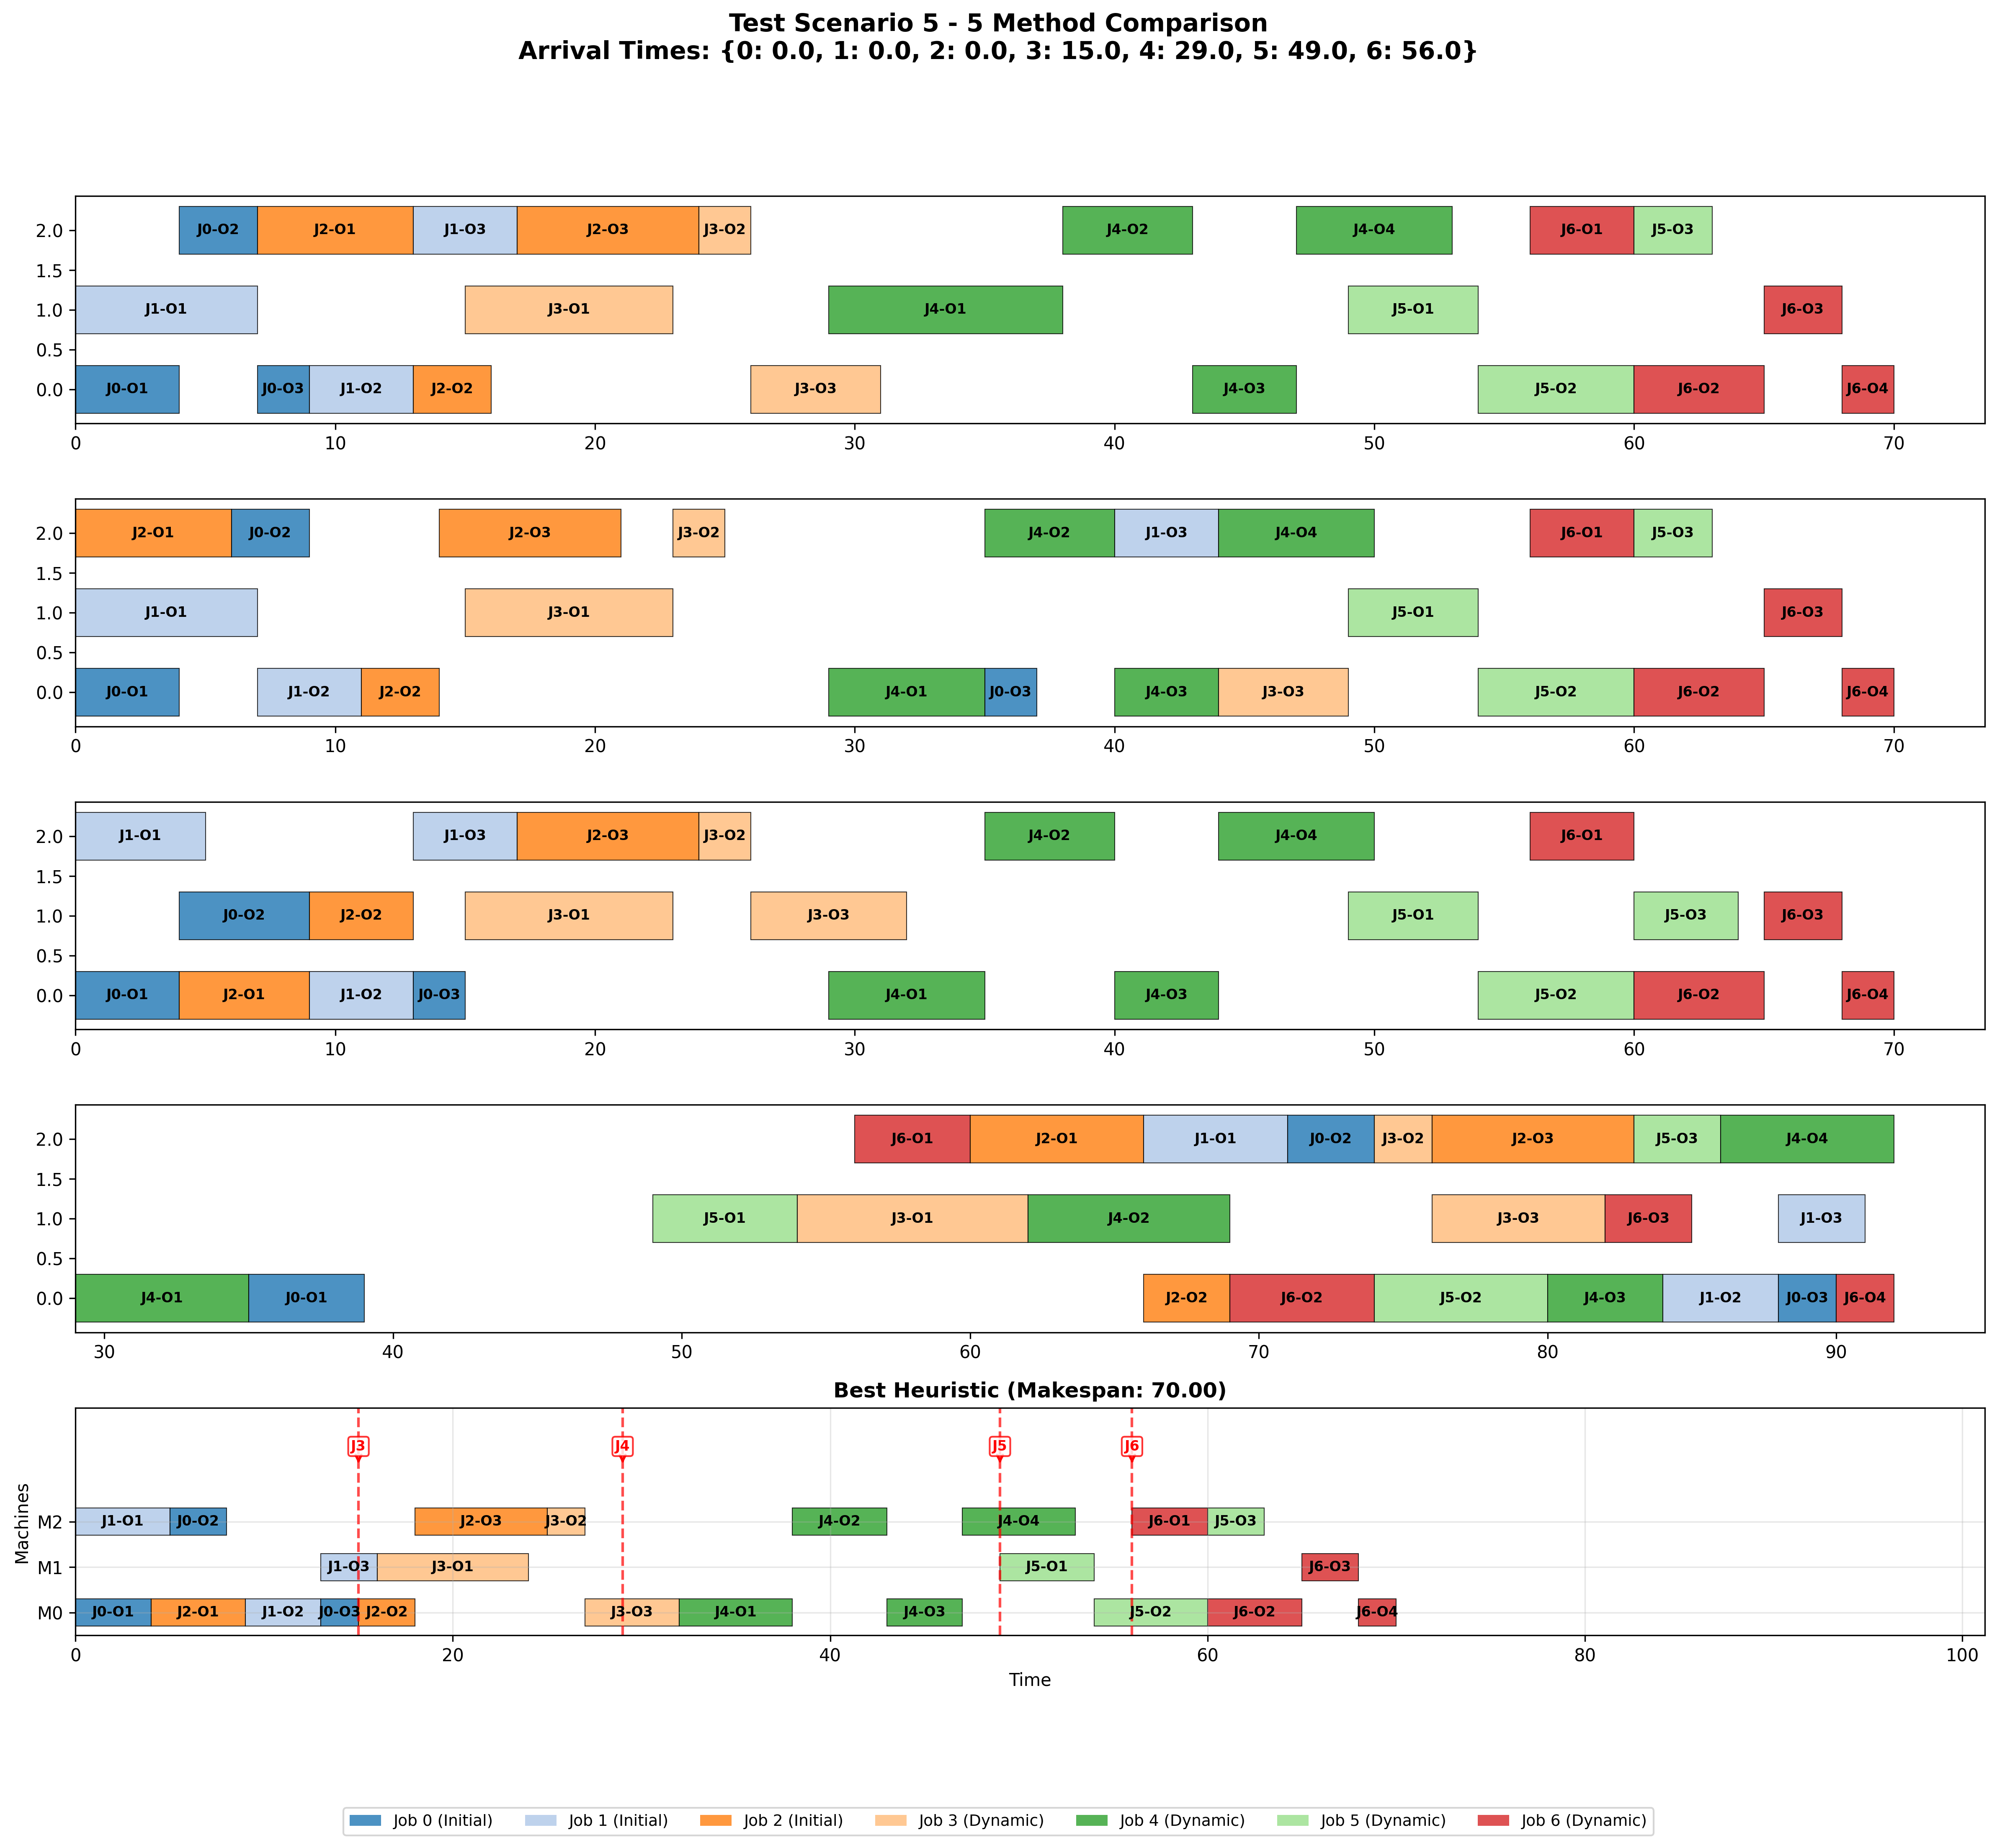 Test Scenario 5 - 5 Method Comparison
Arrival Times: {0: 0.0, 1: 0.0, 2: 0.0, 3: 15.0, 4: 29.0, 5: 49.0, 6: 56.0}
2.0 J0-O2 J2-O1 J1-O3 J2-O3 J3-O2 J4-O2 J4-O4 J6-O1 J5-O3
1.5
1.0 J1-O1 J3-O1 J4-O1 J5-O1 J6-O3
0.5
0.0 J0-O1 J0-O3 J1-O2 J2-O2 J3-O3 J4-O3 J5-O2 J6-O2 J6-O4
0 10 20 30 40 50 60 70
2.0 J2-O1 J0-O2 J2-O3 J3-O2 J4-O2 J1-O3 J4-O4 J6-O1 J5-O3
1.5
1.0 J1-O1 J3-O1 J5-O1 J6-O3
0.5
0.0 J0-O1 J1-O2 J2-O2 J4-O1 J0-O3 J4-O3 J3-O3 J5-O2 J6-O2 J6-O4
0 10 20 30 40 50 60 70
2.0 J1-O1 J1-O3 J2-O3 J3-O2 J4-O2 J4-O4 J6-O1
1.5
1.0 J0-O2 J2-O2 J3-O1 J3-O3 J5-O1 J5-O3 J6-O3
0.5
0.0 J0-O1 J2-O1 J1-O2 J0-O3 J4-O1 J4-O3 J5-O2 J6-O2 J6-O4
0 10 20 30 40 50 60 70
2.0 J6-O1 J2-O1 J1-O1 J0-O2 J3-O2 J2-O3 J5-O3 J4-O4
1.5
1.0 J5-O1 J3-O1 J4-O2 J3-O3 J6-O3 J1-O3
0.5
0.0 J4-O1 J0-O1 J2-O2 J6-O2 J5-O2 J4-O3 J1-O2 J0-O3 J6-O4
30 40 50 60 70 80 90
Best Heuristic (Makespan: 70.00)
J3 J4 J5 J6
Machines
M2 J1-O1 J0-O2 J2-O3 J3-O2 J4-O2 J4-O4 J6-O1 J5-O3
M1 J1-O3 J3-O1 J5-O1 J6-O3
M0 J0-O1 J2-O1 J1-O2 J0-O3 J2-O2 J3-O3 J4-O1 J4-O3 J5-O2 J6-O2 J6-O4
0 20 40 60 80 100
Time
Job 0 (Initial) Job 1 (Initial) Job 2 (Initial) Job 3 (Dynamic) Job 4 (Dynamic) Job 5 (Dynamic) Job 6 (Dynamic)